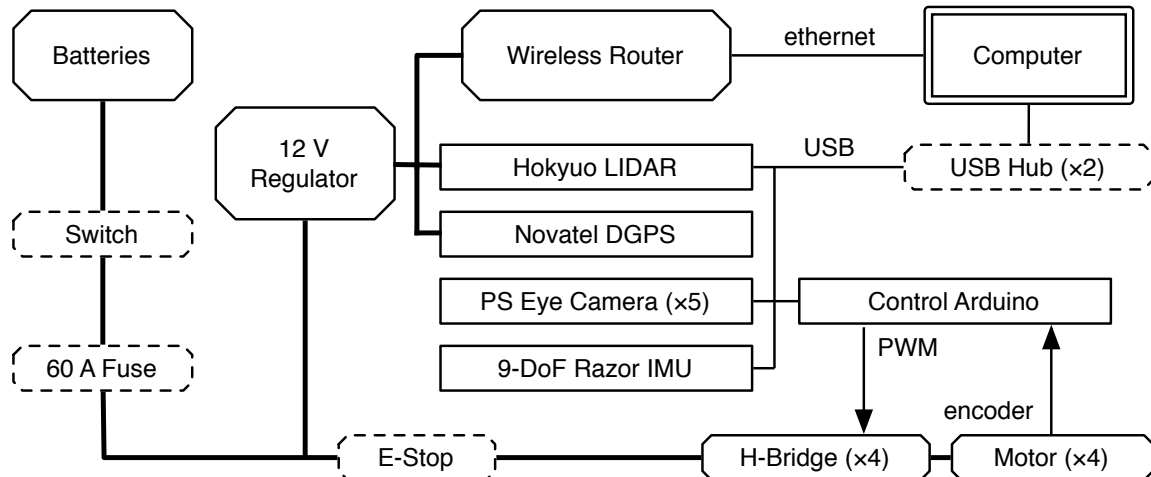 Batteries
Wireless Router
ethernet
Computer
12 V
Regulator
Hokyuo LIDAR
USB
USB Hub (×2)
Switch
Novatel DGPS
PS Eye Camera (×5)
Control Arduino
60 A Fuse
9-DoF Razor IMU
PWM
encoder
E-Stop
H-Bridge (×4)
Motor (×4)